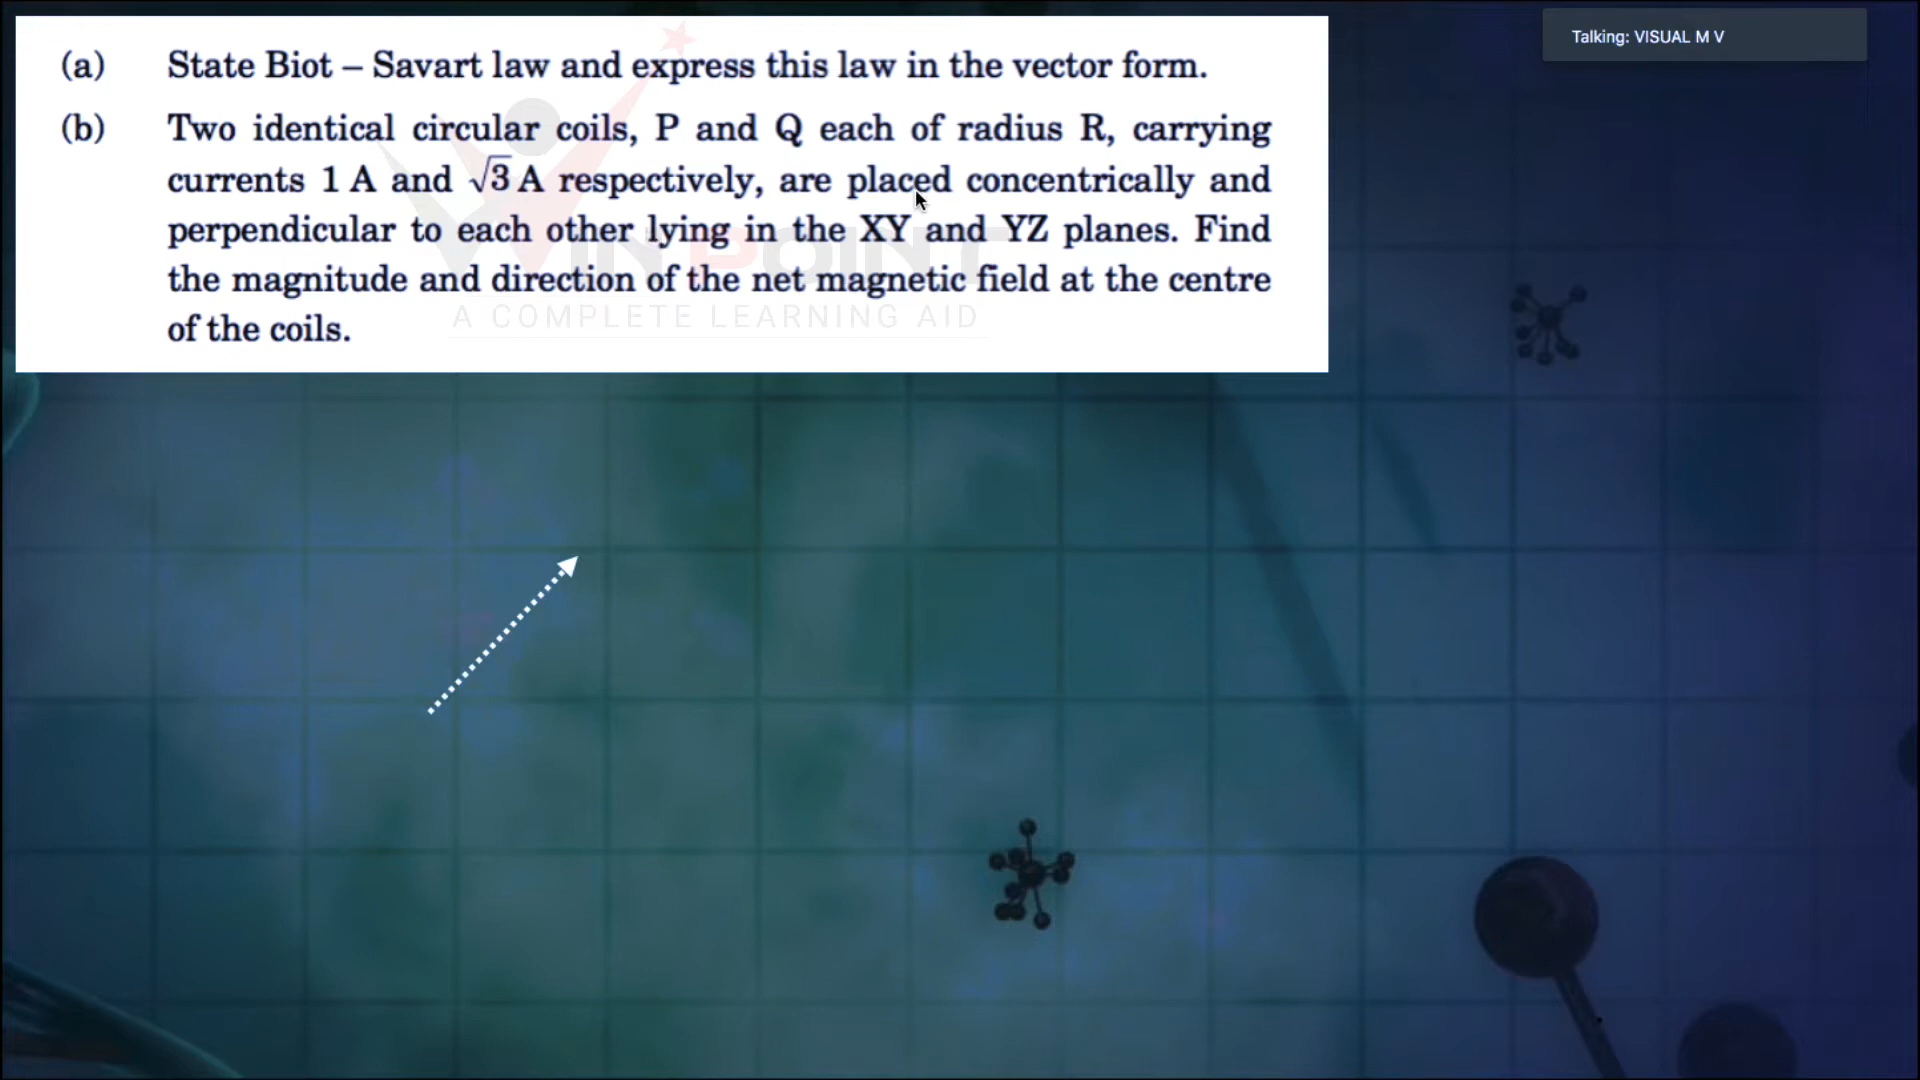 Talking: VISUAL M V
(a) State Biot – Savart law and express this law in the vector form.
(b) Two identical circular coils, P and Q each of radius R, carrying
currents 1 A and √3 A respectively, are placed concentrically and
perpendicular to each other lying in the XY and YZ planes. Find
the magnitude and direction of the net magnetic field at the centre
of the coils.
WINPOINT
A COMPLETE LEARNING AID